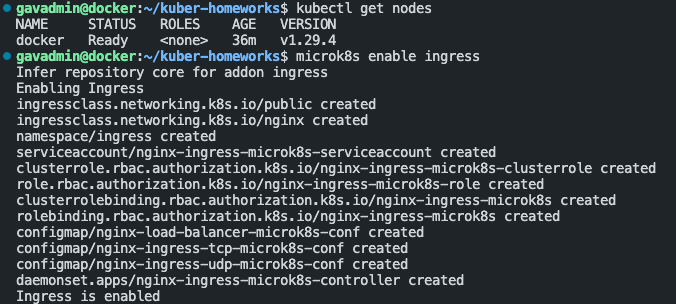 gavadmin@docker:~/kuber-homeworks$ kubectl get nodes
NAME     STATUS   ROLES    AGE   VERSION
docker   Ready    <none>   36m   v1.29.4
gavadmin@docker:~/kuber-homeworks$ microk8s enable ingress
Infer repository core for addon ingress
Enabling Ingress
ingressclass.networking.k8s.io/public created
ingressclass.networking.k8s.io/nginx created
namespace/ingress created
serviceaccount/nginx-ingress-microk8s-serviceaccount created
clusterrole.rbac.authorization.k8s.io/nginx-ingress-microk8s-clusterrole created
role.rbac.authorization.k8s.io/nginx-ingress-microk8s-role created
clusterrolebinding.rbac.authorization.k8s.io/nginx-ingress-microk8s created
rolebinding.rbac.authorization.k8s.io/nginx-ingress-microk8s created
configmap/nginx-load-balancer-microk8s-conf created
configmap/nginx-ingress-tcp-microk8s-conf created
configmap/nginx-ingress-udp-microk8s-conf created
daemonset.apps/nginx-ingress-microk8s-controller created
Ingress is enabled